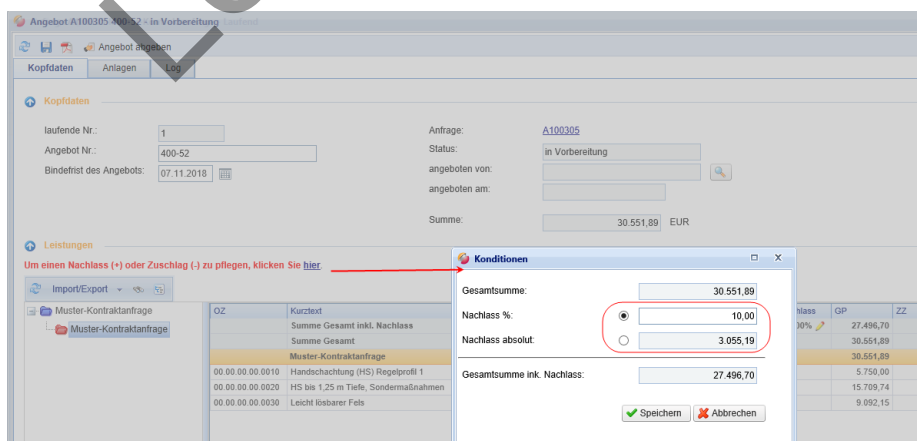 Angebot A100305 400-52 - in Vorbereitung Laufend
Angebot abgeben
Kopfdaten Anlagen Log
Kopfdaten
laufende Nr.: 1 Anfrage: A100305
Angebot Nr.: 400-52 Status: in Vorbereitung
Bindefrist des Angebots: 07.11.2018 angeboten von:
angeboten am:
Summe: 30.551,89 EUR
Leistungen
Um einen Nachlass (+) oder Zuschlag (-) zu pflegen, klicken Sie hier
Import/Export
Muster-Kontraktanfrage
Muster-Kontraktanfrage
OZ Kurztext hlass GP ZZ
Summe Gesamt inkl. Nachlass 00% 27.496,70
Summe Gesamt 30.551,89
Muster-Kontraktanfrage 30.551,89
00.00.00.00.0010 Handschachtung (HS) Regelprofil 1 5.750,00
00.00.00.00.0020 HS bis 1,25 m Tiefe, Sondermaßnahmen 15.709,74
00.00.00.00.0030 Leicht lösbarer Fels 9.092,15
Konditionen
Gesamtsumme: 30.551,89
Nachlass %: 10,00
Nachlass absolut: 3.055,19
Gesamtsumme ink. Nachlass: 27.496,70
Speichern Abbrechen